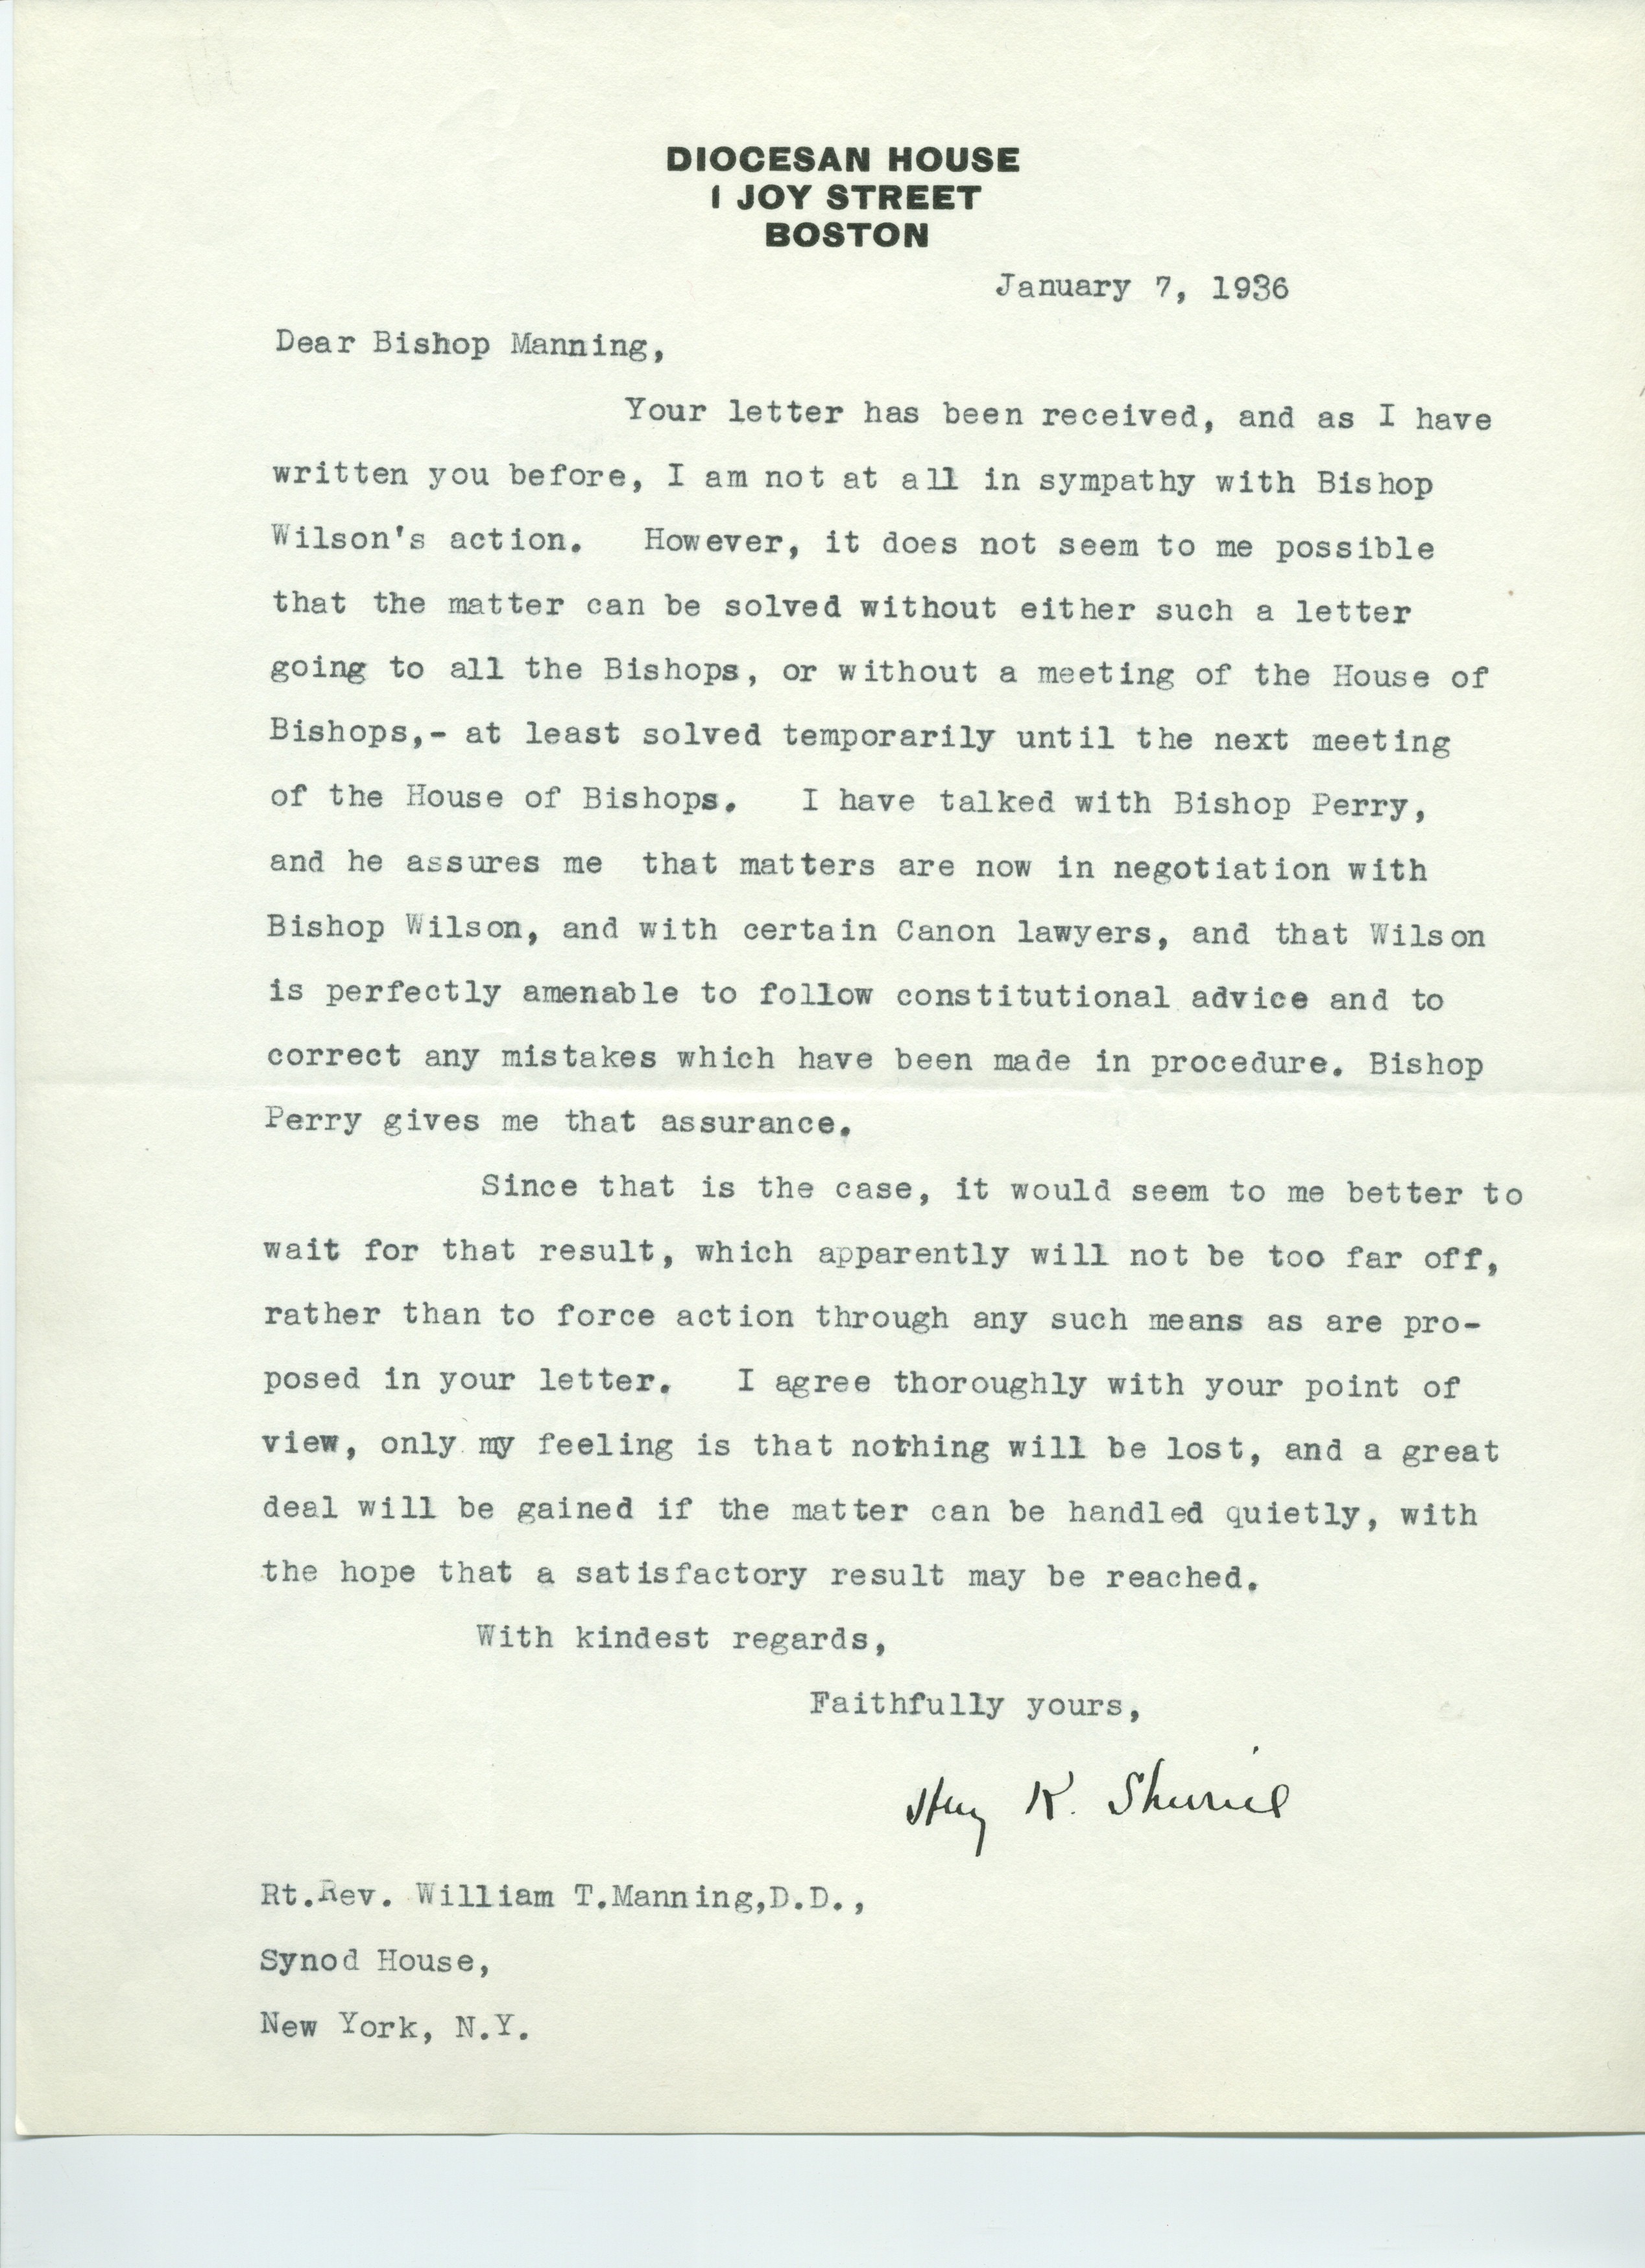 DIOCESAN HOUSE
1 JOY STREET
BOSTON
January 7, 1936
Dear Bishop Manning,
Your letter has been received, and as I have
written you before, I am not at all in sympathy with Bishop
Wilson's action. However, it does not seem to me possible
that the matter can be solved without either such a letter
going to all the Bishops, or without a meeting of the House of
Bishops,- at least solved temporarily until the next meeting
of the House of Bishops. I have talked with Bishop Perry,
and he assures me that matters are now in negotiation with
Bishop Wilson, and with certain Canon lawyers, and that Wilson
is perfectly amenable to follow constitutional advice and to
correct any mistakes which have been made in procedure. Bishop
Perry gives me that assurance.
Since that is the case, it would seem to me better to
wait for that result, which apparently will not be too far off,
rather than to force action through any such means as are pro-
posed in your letter. I agree thoroughly with your point of
view, only my feeling is that nothing will be lost, and a great
deal will be gained if the matter can be handled quietly, with
the hope that a satisfactory result may be reached.
With kindest regards,
Faithfully yours,
Henry K. Sherrill
Rt.Rev. William T.Manning,D.D.,
Synod House,
New York, N.Y.